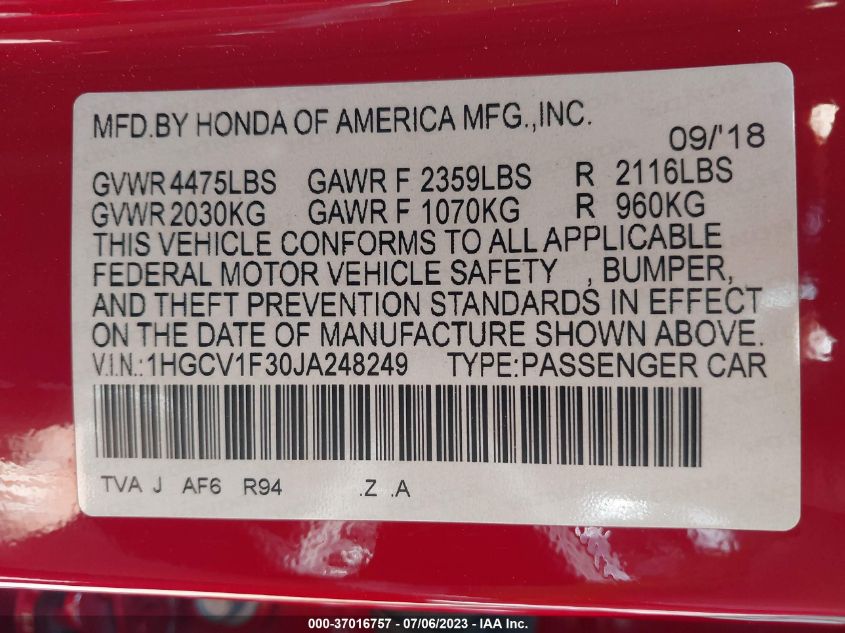 MFD.BY HONDA OF AMERICA MFG.,INC.
09/'18
GVWR 4475LBS GAWR F 2359LBS R 2116LBS
GVWR 2030KG GAWR F 1070KG R 960KG
THIS VEHICLE CONFORMS TO ALL APPLICABLE
FEDERAL MOTOR VEHICLE SAFETY , BUMPER,
AND THEFT PREVENTION STANDARDS IN EFFECT
ON THE DATE OF MANUFACTURE SHOWN ABOVE.
V.I.N.:1HGCV1F30JA248249 TYPE:PASSENGER CAR
TVA J AF6 R94 .Z .A
000-37016757 / 07/06/2023 - IAA Inc.